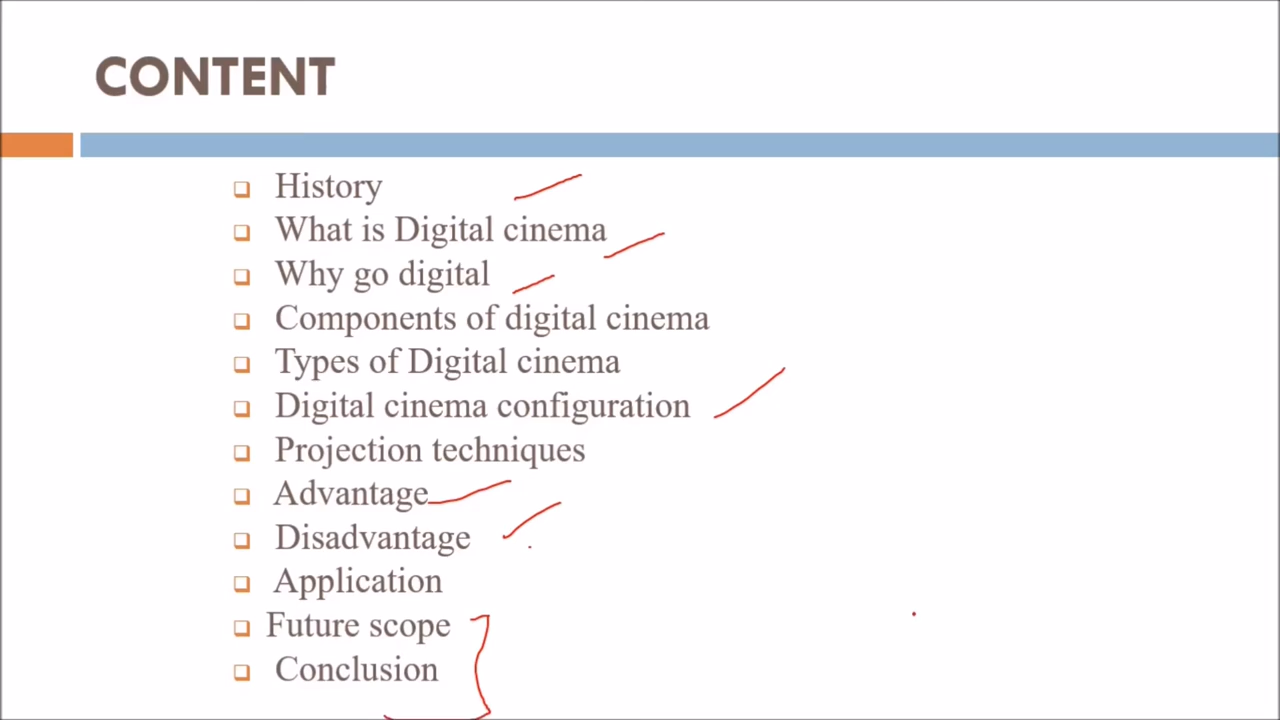 CONTENT
History
What is Digital cinema
Why go digital
Components of digital cinema
Types of Digital cinema
Digital cinema configuration
Projection techniques
Advantage
Disadvantage
Application
Future scope
Conclusion